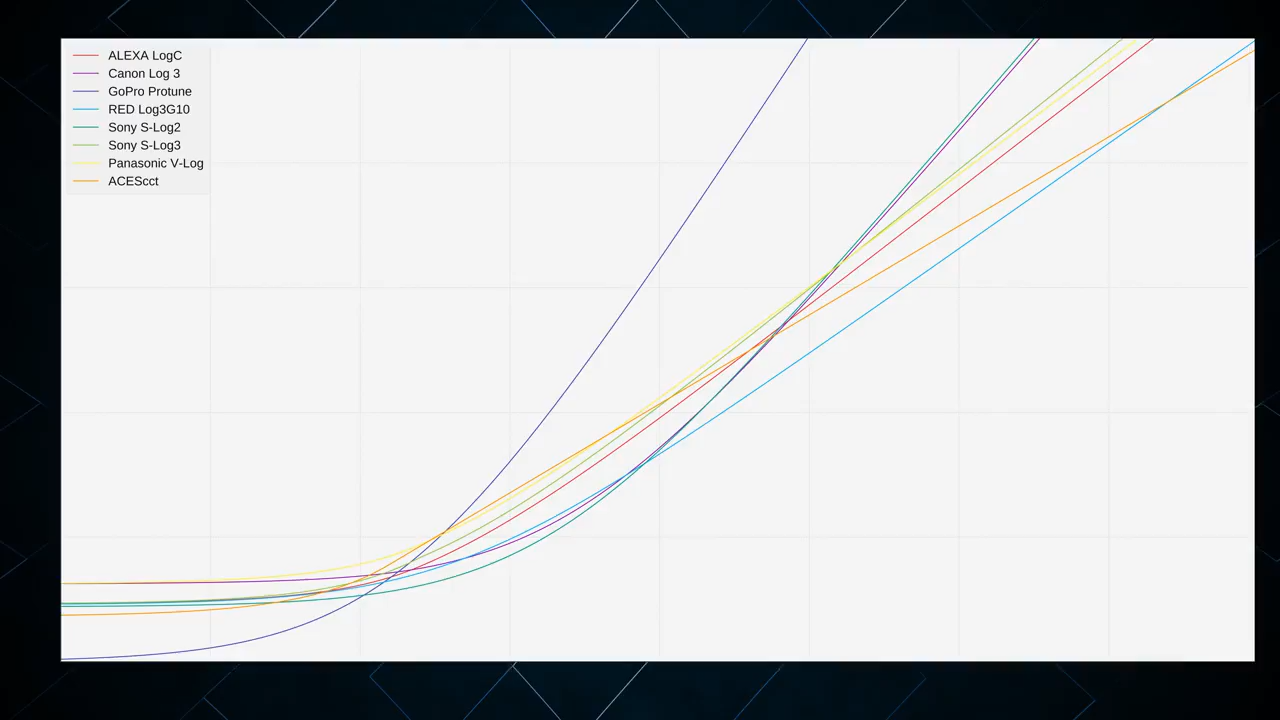 ALEXA LogC
Canon Log 3
GoPro Protune
RED Log3G10
Sony S-Log2
Sony S-Log3
Panasonic V-Log
ACEScct